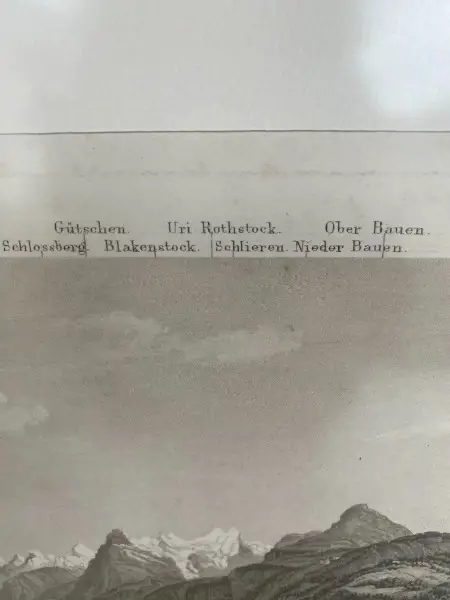 Gütschen. Uri Rothstock. Ober Bauen.
Schlossberg. Blakenstock. Schlieren. Nieder Bauen.